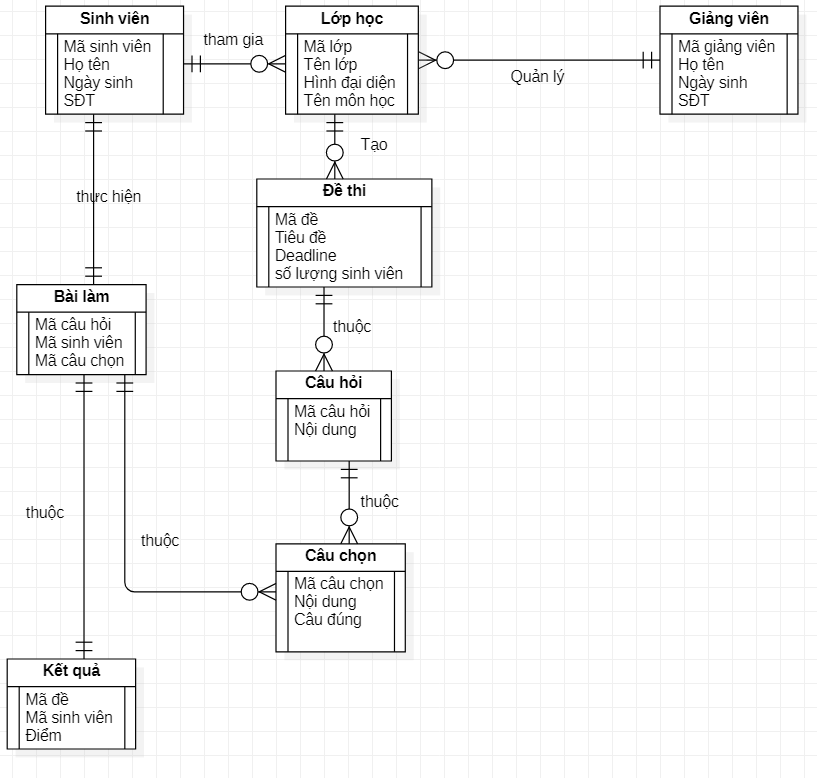 Sinh viên
Mã sinh viên
Họ tên
Ngày sinh
SĐT
tham gia
Lớp học
Mã lớp
Tên lớp
Hình đại diện
Tên môn học
Quản lý
Giảng viên
Mã giảng viên
Họ tên
Ngày sinh
SĐT
Tạo
thưc hiện
Đề thi
Mã đề
Tiêu đề
Deadline
số lượng sinh viên
thuộc
Bài làm
Mã câu hỏi
Mã sinh viên
Mã câu chọn
Câu hỏi
Mã câu hỏi
Nội dung
thuộc
thuộc
thuộc
Câu chọn
Mã câu chọn
Nội dung
Câu đúng
Kết quả
Mã đề
Mã sinh viên
Điểm